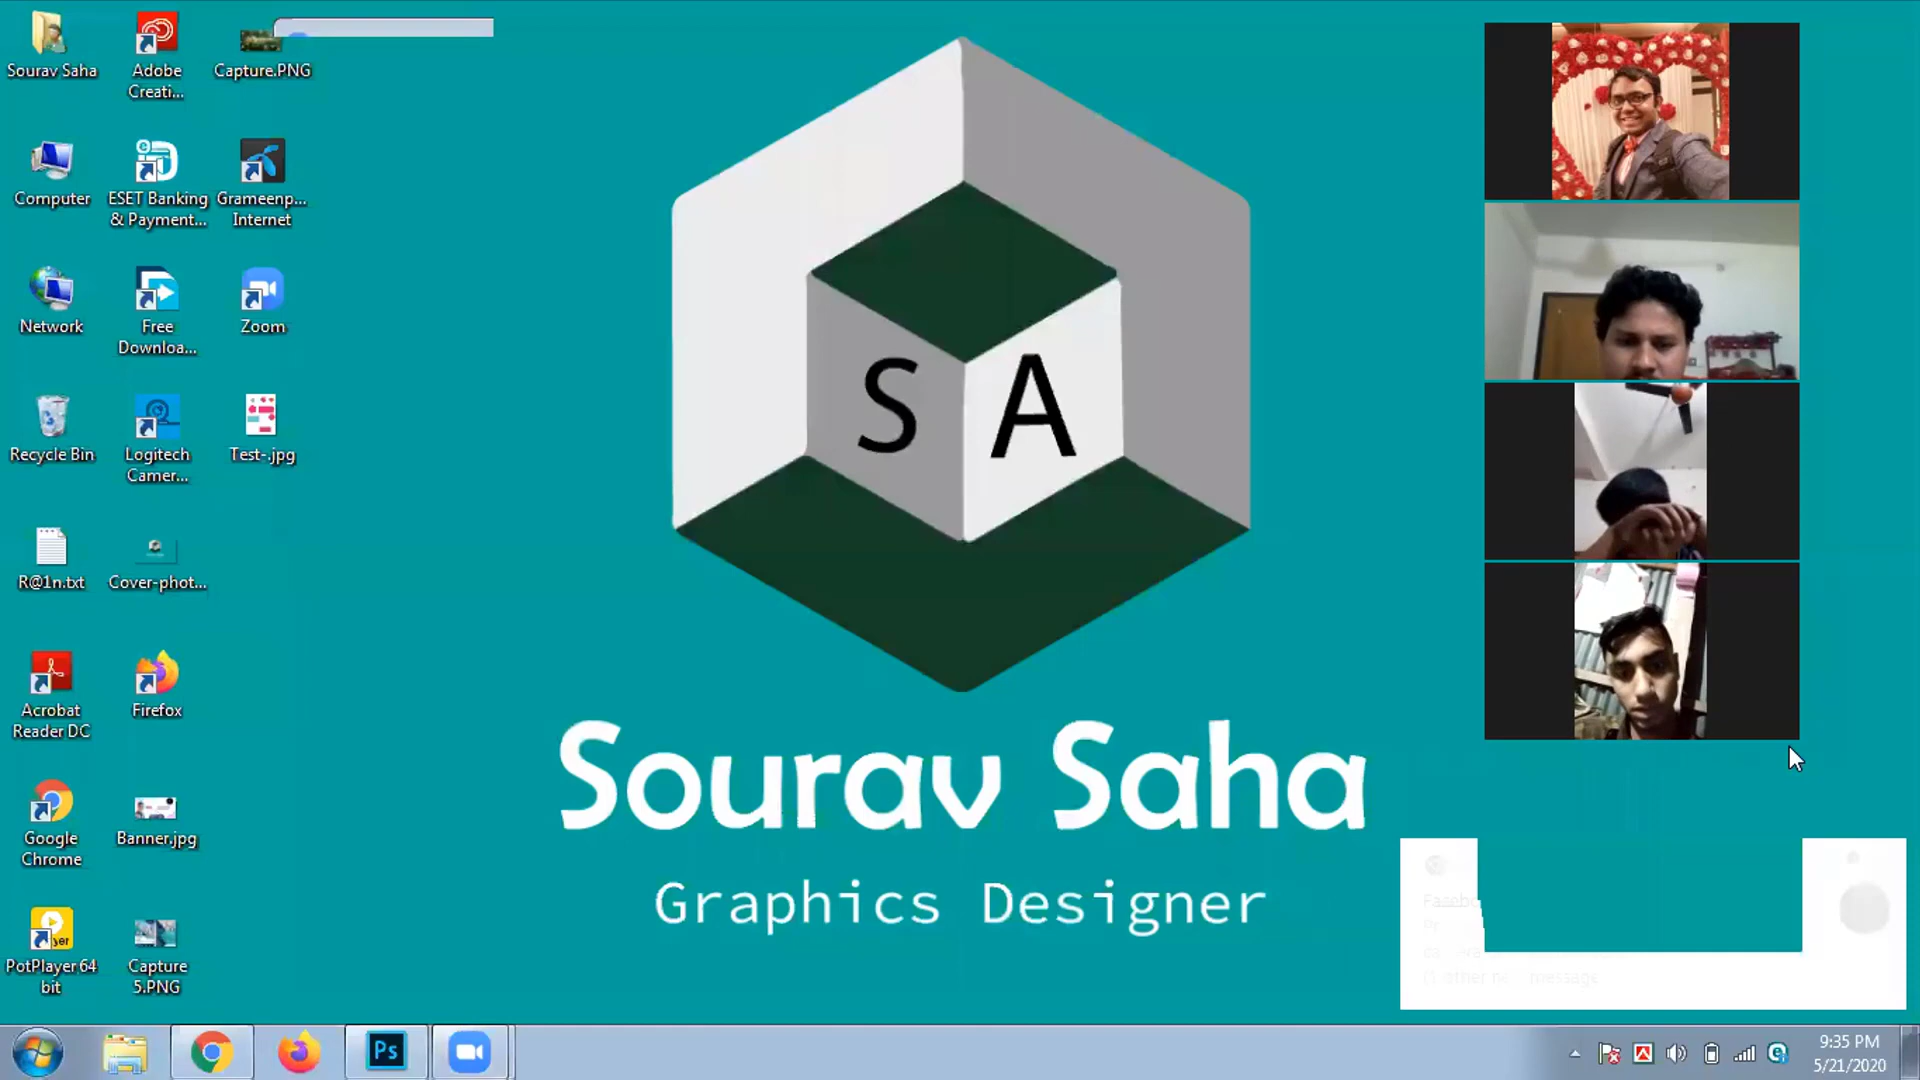 Sourav Saha
Adobe
Creati...
Capture.PNG
Computer
ESET Banking
& Payment...
Grameenp...
Internet
Network
Free
Downloa...
Zoom
Recycle Bin
Logitech
Camer...
Test-.jpg
R@1n.txt
Cover-phot...
Acrobat
Reader DC
Firefox
Google
Chrome
Banner.jpg
PotPlayer 64
bit
Capture
5.PNG
S A
Sourav Saha
Graphics Designer
message
Ps
9:35 PM
5/21/2020